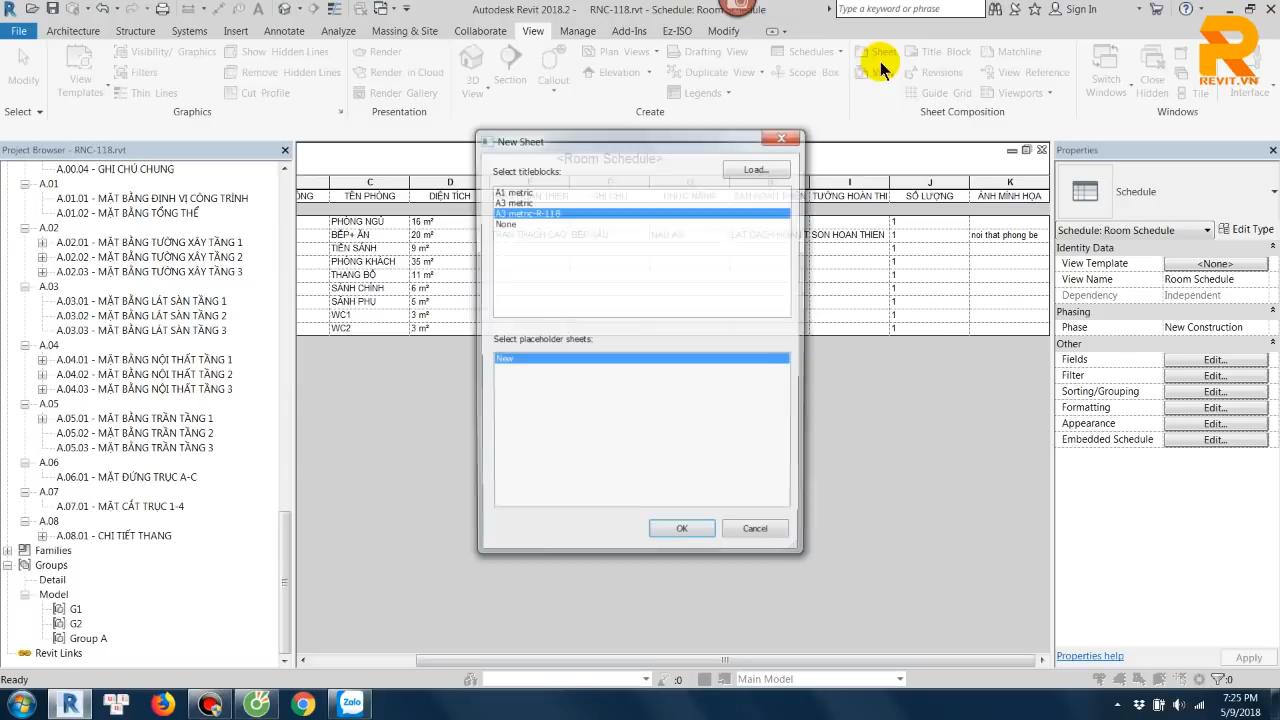 Autodesk Revit 2018.2 - RNC-118.rvt - Schedule: Room Schedule
Type a keyword or phrase
Sign In
File Architecture Structure Systems Insert Annotate Analyze Massing & Site Collaborate View Manage Add-Ins Ez-ISO Modify
Modify
View Templates
Visibility/ Graphics
Filters
Thin Lines
Show Hidden Lines
Remove Hidden Lines
Cut Profile
Render
Render in Cloud
Render Gallery
3D View
Section
Callout
Plan Views
Elevation
Drafting View
Duplicate View
Legends
Schedules
Scope Box
Sheet
Title Block
Revisions
Guide Grid
Matchline
View Reference
Viewports
Switch Windows
Close Hidden
Tile
Interface
REVIT.VN
Select
Graphics
Presentation
Create
Sheet Composition
Windows
Project Browser - RNC-118.rvt
A.00.04 - GHI CHÚ CHUNG
A.01
A.01.01 - MẶT BẰNG ĐỊNH VỊ CÔNG TRÌNH
A.01.02 - MẶT BẰNG TỔNG THỂ
A.02
A.02.01 - MẶT BẰNG TƯỜNG XÂY TẦNG 1
A.02.02 - MẶT BẰNG TƯỜNG XÂY TẦNG 2
A.02.03 - MẶT BẰNG TƯỜNG XÂY TẦNG 3
A.03
A.03.01 - MẶT BẰNG LÁT SÀN TẦNG 1
A.03.02 - MẶT BẰNG LÁT SÀN TẦNG 2
A.03.03 - MẶT BẰNG LÁT SÀN TẦNG 3
A.04
A.04.01 - MẶT BẰNG NỘI THẤT TẦNG 1
A.04.02 - MẶT BẰNG NỘI THẤT TẦNG 2
A.04.03 - MẶT BẰNG NỘI THẤT TẦNG 3
A.05
A.05.01 - MẶT BẰNG TRẦN TẦNG 1
A.05.02 - MẶT BẰNG TRẦN TẦNG 2
A.05.03 - MẶT BẰNG TRẦN TẦNG 3
A.06
A.06.01 - MẶT ĐỨNG TRỤC A-C
A.07
A.07.01 - MẶT CẮT TRỤC 1-4
A.08
A.08.01 - CHI TIẾT THANG
Families
Groups
Detail
Model
G1
G2
Group A
Revit Links
<Room Schedule>
C D I J K
TÊN PHÒNG DIỆN TÍCH TƯỜNG HOÀN THI SỐ LƯỢNG ẢNH MINH HỌA
PHÒNG NGỦ 16 m² 1
BẾP+ ĂN 20 m² SƠN HOAN THIEN 1 noi that phong be
TIỀN SẢNH 9 m² 1
PHÒNG KHÁCH 35 m² 1
THANG BỘ 11 m² 1
SẢNH CHÍNH 6 m² 1
SẢNH PHỤ 5 m² 1
WC1 3 m² 1
WC2 3 m² 1
New Sheet
Select titleblocks:
Load...
A1 metric
A3 metric
A3 metric-R-118
None
Select placeholder sheets:
New
OK Cancel
Properties
Schedule
Schedule: Room Schedule Edit Type
Identity Data
View Template <None>
View Name Room Schedule
Dependency Independent
Phasing
Phase New Construction
Other
Fields Edit...
Filter Edit...
Sorting/Grouping Edit...
Formatting Edit...
Appearance Edit...
Embedded Schedule Edit...
Properties help Apply
Ready
:0
Main Model
:0
Zalo
7:25 PM
5/9/2018